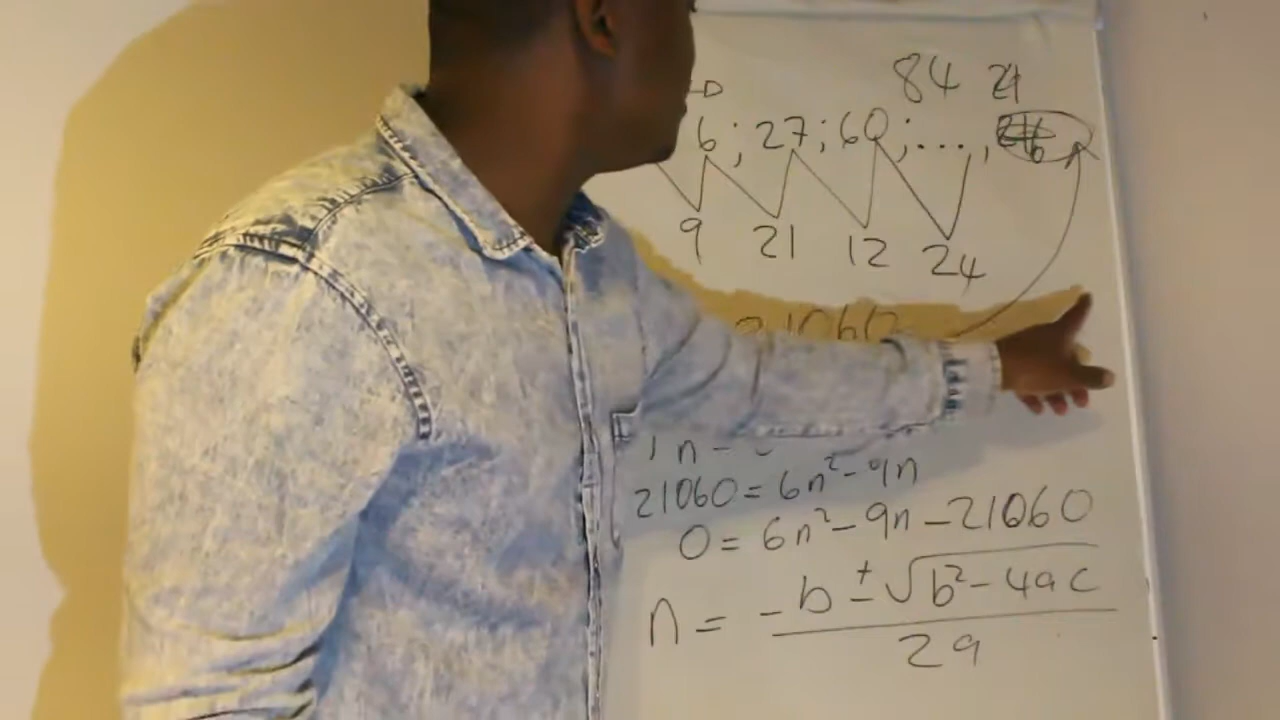 84 21
6; 27; 60; ...,
9 21 12 24
21060
21060 = 6n² - 9n
0 = 6n² - 9n - 21060
n = -b ± √b² - 4ac
2a